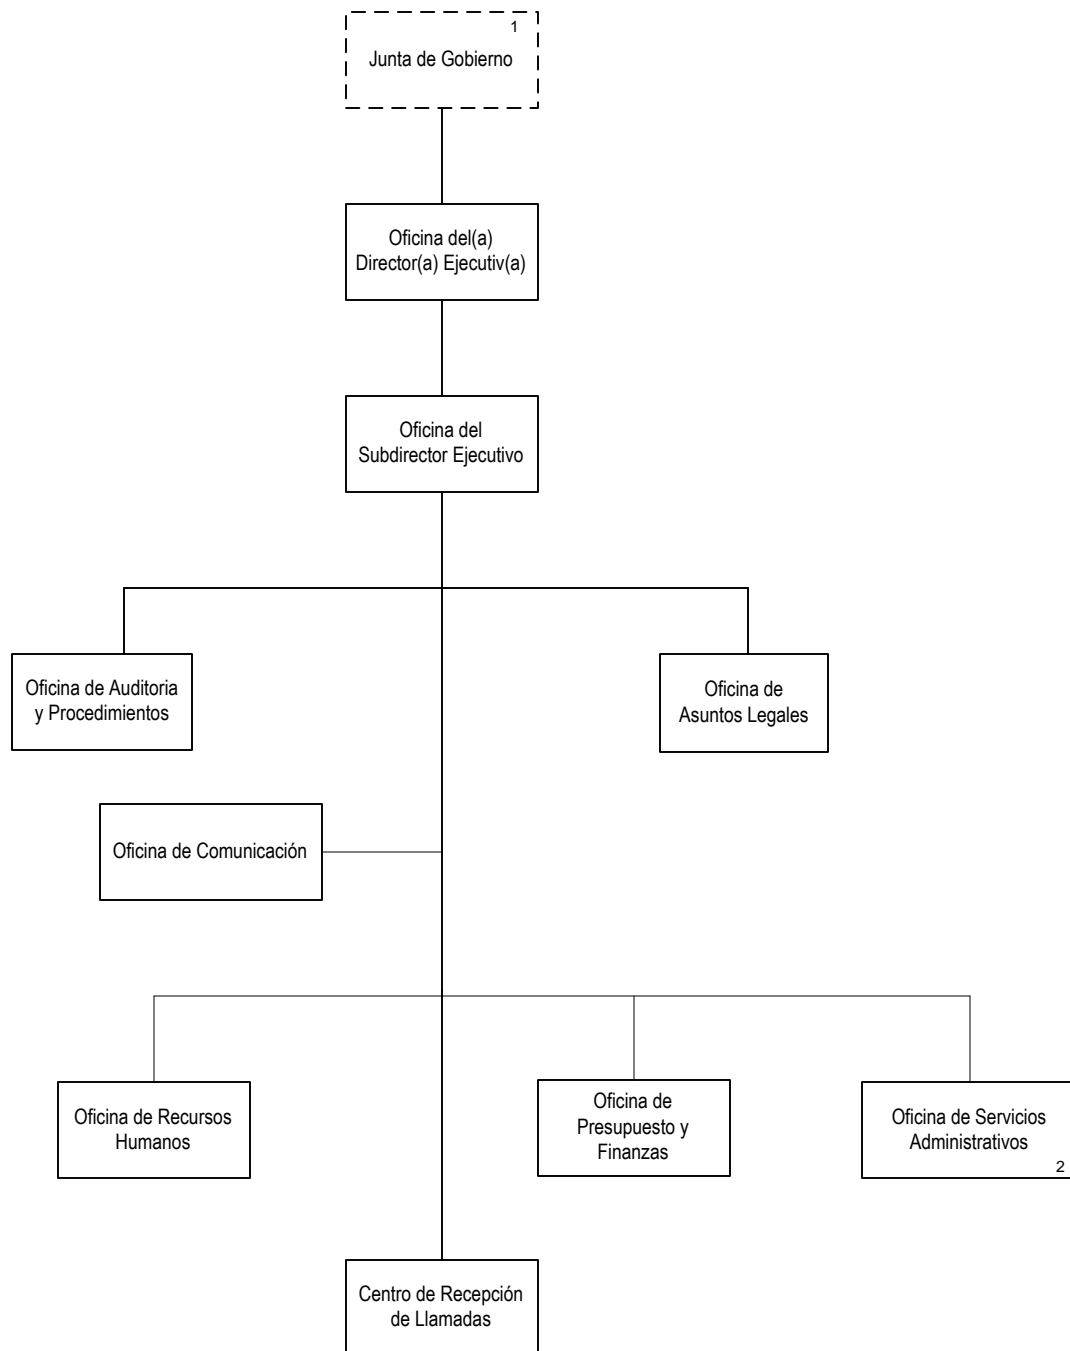 1
Junta de Gobierno
Oficina del(a)
Director(a) Ejecutiv(a)
Oficina del
Subdirector Ejecutivo
Oficina de Auditoria
y Procedimientos
Oficina de
Asuntos Legales
Oficina de Comunicación
Oficina de Recursos
Humanos
Oficina de
Presupuesto y
Finanzas
Oficina de Servicios
Administrativos
2
Centro de Recepción
de Llamadas